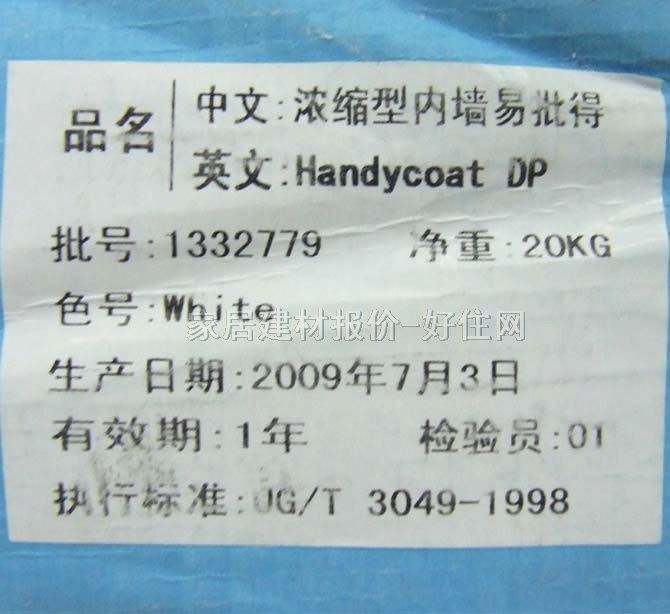 品名
中文:浓缩型内墙易批得
英文:Handycoat DP
批号:1332779 净重:20KG
色号:White
家居建材报价-好住网
生产日期:2009年7月3日
有效期:1年 检验员:01
执行标准:JG/T 3049-1998